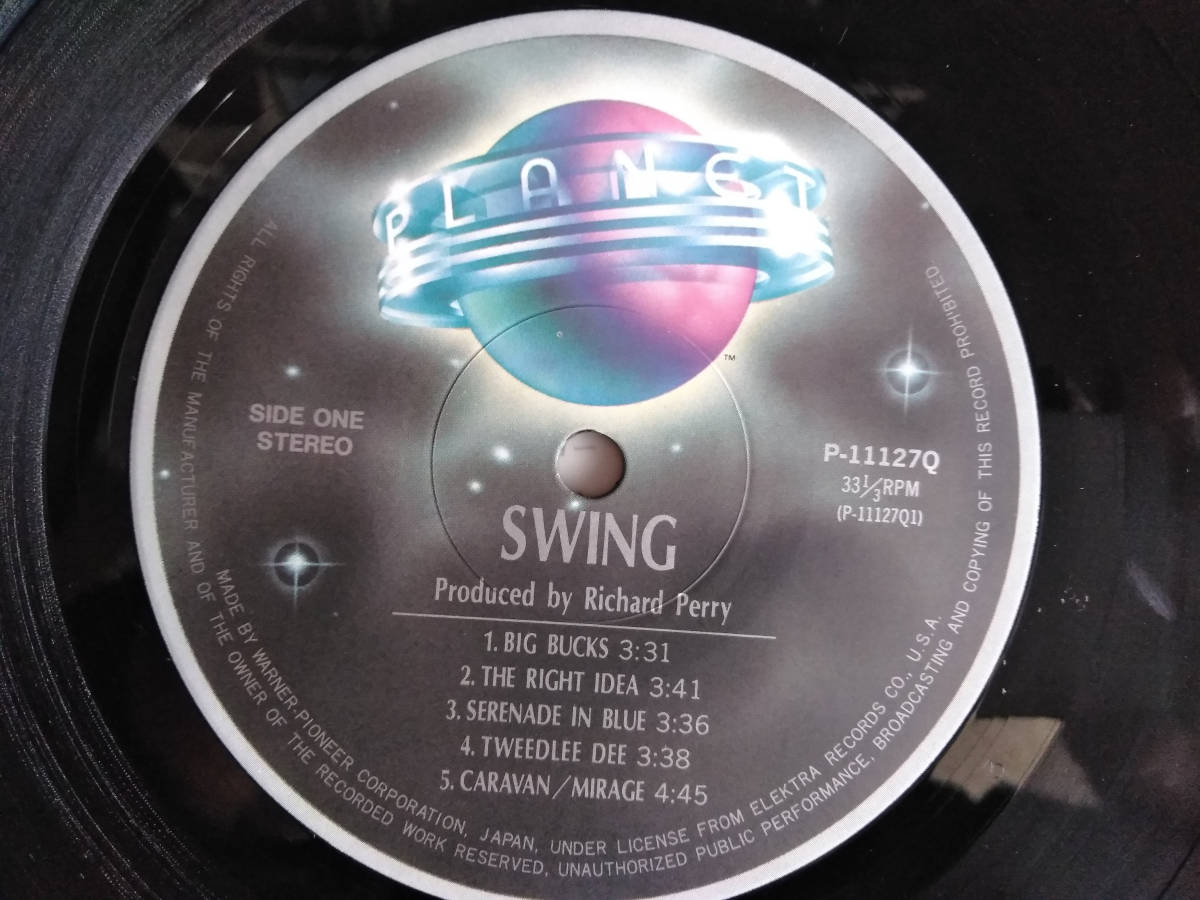 PLANET
TM
SIDE ONE
STEREO
P-11127Q
33 1/3 RPM
(P-11127Q1)
SWING
Produced by Richard Perry
1. BIG BUCKS 3:31
2. THE RIGHT IDEA 3:41
3. SERENADE IN BLUE 3:36
4. TWEEDLEE DEE 3:38
5. CARAVAN/MIRAGE 4:45
MADE BY WARNER-PIONEER CORPORATION, JAPAN, UNDER LICENSE FROM ELEKTRA RECORDS CO., U.S.A.
ALL RIGHTS OF THE MANUFACTURER AND OF THE OWNER OF THE RECORDED WORK RESERVED, UNAUTHORIZED PUBLIC PERFORMANCE, BROADCASTING AND COPYING OF THIS RECORD PROHIBITED.